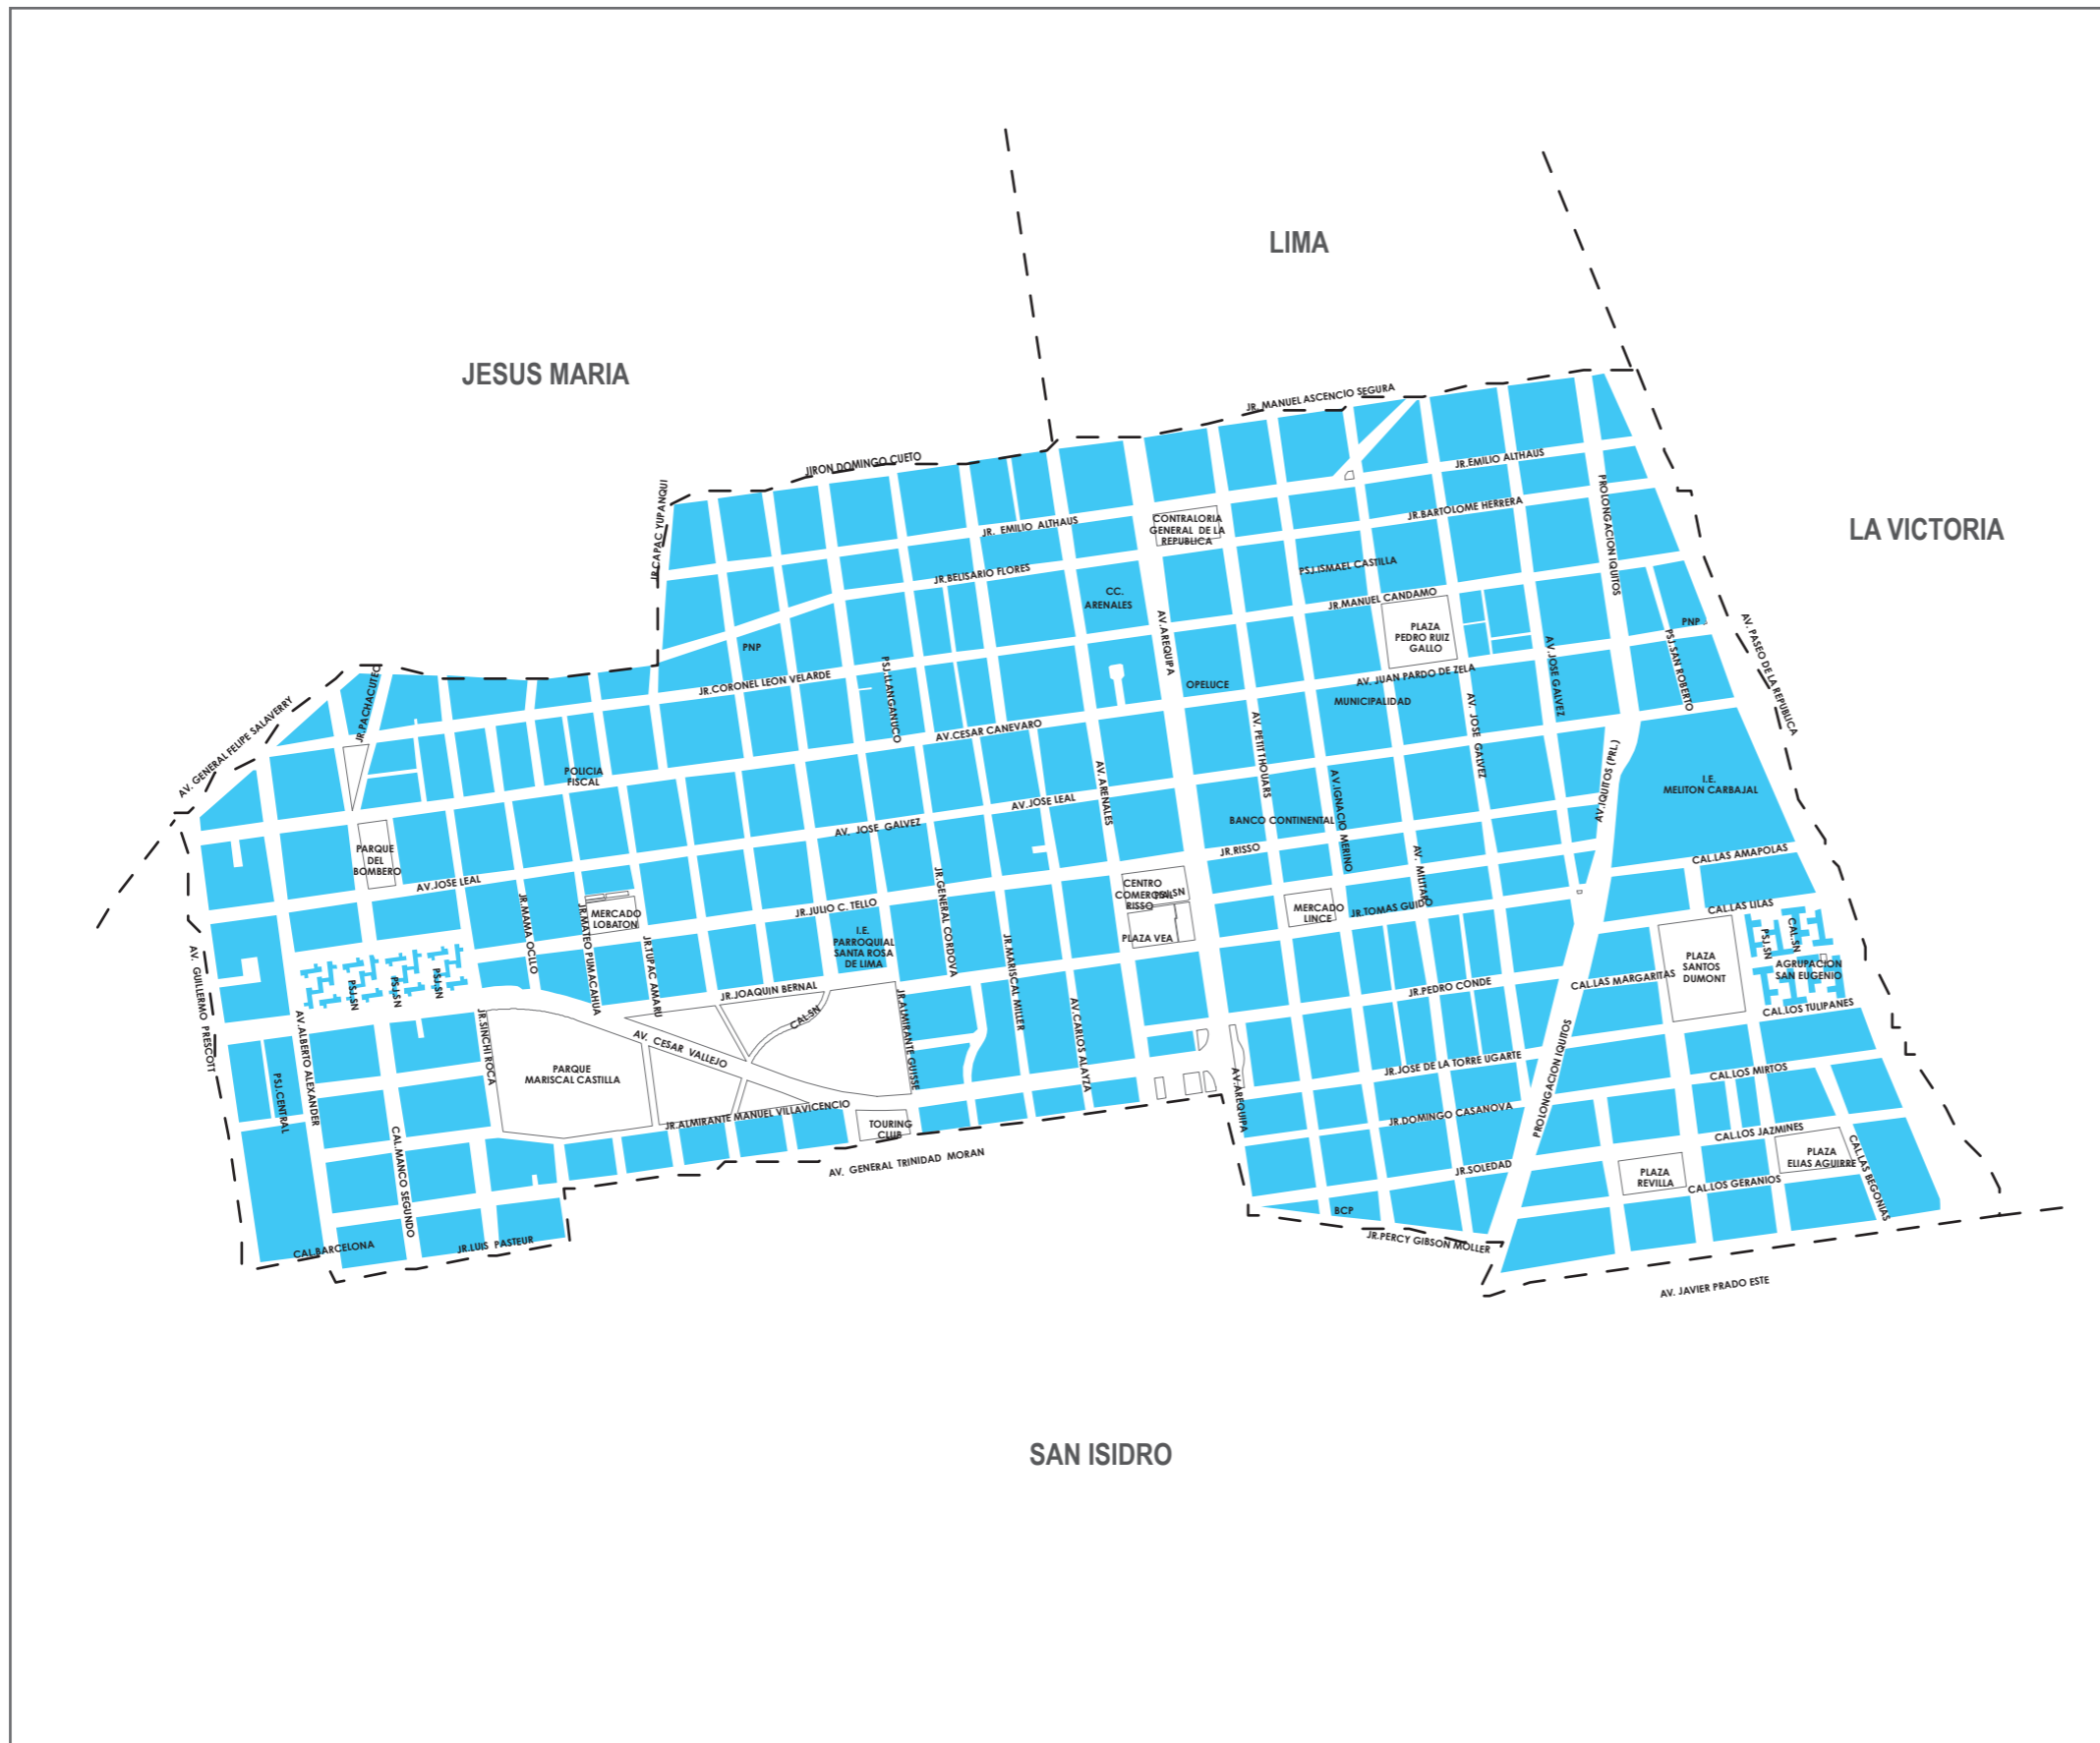 LIMA
JESUS MARIA
LA VICTORIA
SAN ISIDRO
JR. MANUEL ASCENCIO SEGURA
JIRON DOMINGO CUETO
JR.CAPAC YUPANQUI
JR.EMILIO ALTHAUS
JR. EMILIO ALTHAUS
PROLONGACION IQUITOS
JR.BARTOLOME HERRERA
CONTRALORIA
GENERAL DE LA
REPUBLICA
PSJ.ISMAEL CASTILLA
JR.BELISARIO FLORES
CC.
ARENALES
JR.MANUEL CANDAMO
AV.AREQUIPA
PLAZA
PEDRO RUIZ
GALLO
PNP
PSJ.SAN ROBERTO
AV. PASEO DE LA REPUBLICA
AV.JOSE GALVEZ
PNP
PSJ.LLANGANUCO
JR.CORONEL LEON VELARDE
OPELUCE
AV. JUAN PARDO DE ZELA
MUNICIPALIDAD
JR.PACHACUTEC
AV. GENERAL FELIPE SALAVERRY
AV.CESAR CANEVARO
AV. PETIT THOUARS
AV. JOSE GALVEZ
AV.IQUITOS (PRL.)
POLICIA
FISCAL
AV. ARENALES
AV.IGNACIO MERINO
I.E.
MELITON CARBAJAL
AV.JOSE LEAL
AV. JOSE GALVEZ
BANCO CONTINENTAL
PARQUE
DEL
BOMBERO
JR.RISSO
AV. MILITAR
CAL.LAS AMAPOLAS
AV.JOSE LEAL
JR.GENERAL CORDOVA
CENTRO
COMERCIAL
RISSO
PLAZA VEA
JR.MAMA OCLLO
JR.MATEO PUMACAHUA
MERCADO
LOBATON
JR.JULIO C. TELLO
MERCADO
LINCE
JR.TOMAS GUIDO
CAL.LAS LILAS
JR.TUPAC AMARU
I.E.
PARROQUIAL
SANTA ROSA
DE LIMA
JR.MARISCAL MILLER
PSJ.SN
CAL.SN
PLAZA
SANTOS
DUMONT
AGRUPACION
SAN EUGENIO
AV. GUILLERMO PRESCOTT
PSJ.SN
PSJ.SN
PSJ.SN
JR.JOAQUIN BERNAL
CAL.SN
JR.ALMIRANTE GUISSE
AV.CARLOS ALAYZA
JR.PEDRO CONDE
CAL.LAS MARGARITAS
CAL.LOS TULIPANES
AV.ALBERTO ALEXANDER
JR.SINCHI ROCA
AV. CESAR VALLEJO
PROLONGACION IQUITOS
PARQUE
MARISCAL CASTILLA
PSJ.CENTRAL
JR.JOSE DE LA TORRE UGARTE
CAL.LOS MIRTOS
AV.AREQUIPA
JR.ALMIRANTE MANUEL VILLAVICENCIO
TOURING
CLUB
JR.DOMINGO CASANOVA
CAL.LOS JAZMINES
CAL.MANCO SEGUNDO
AV. GENERAL TRINIDAD MORAN
JR.SOLEDAD
PLAZA
REVILLA
PLAZA
ELIAS AGUIRRE
CAL.LAS BEGONIAS
CAL.LOS GERANIOS
BCP
CAL.BARCELONA
JR.LUIS PASTEUR
JR.PERCY GIBSON MOLLER
AV. JAVIER PRADO ESTE